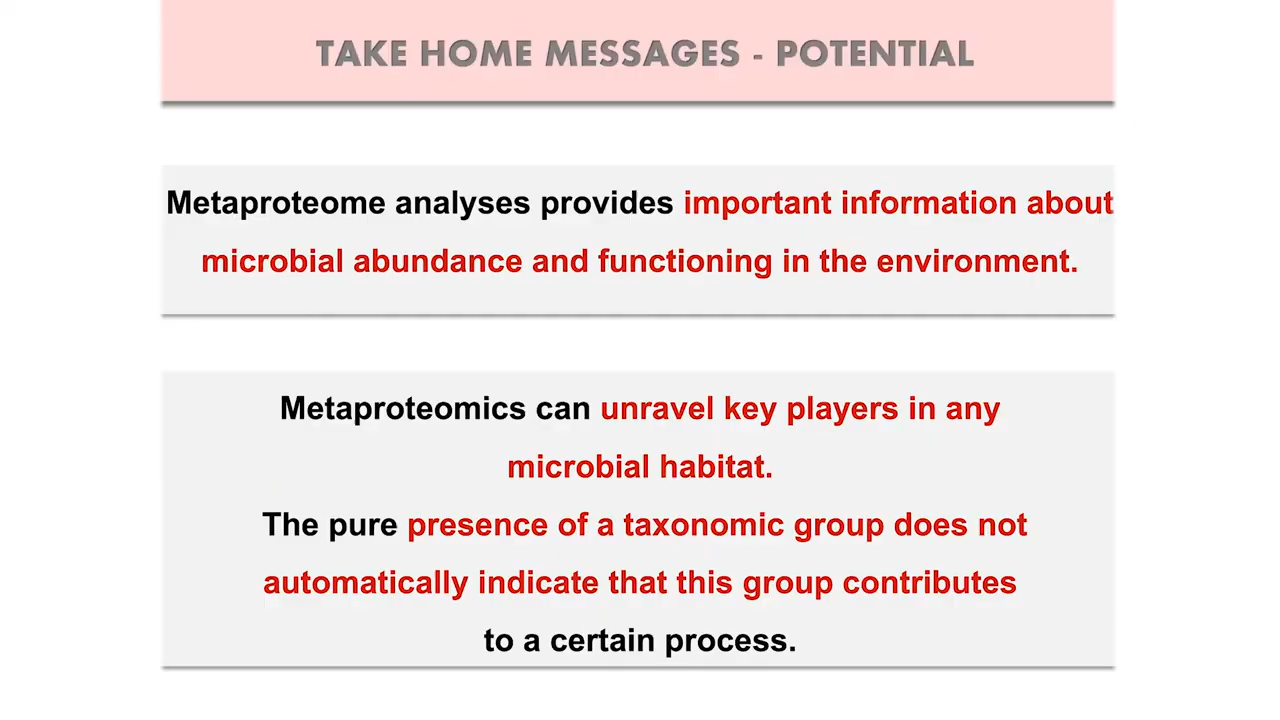 TAKE HOME MESSAGES - POTENTIAL
Metaproteome analyses provides important information about
microbial abundance and functioning in the environment.
Metaproteomics can unravel key players in any
microbial habitat.
The pure presence of a taxonomic group does not
automatically indicate that this group contributes
to a certain process.